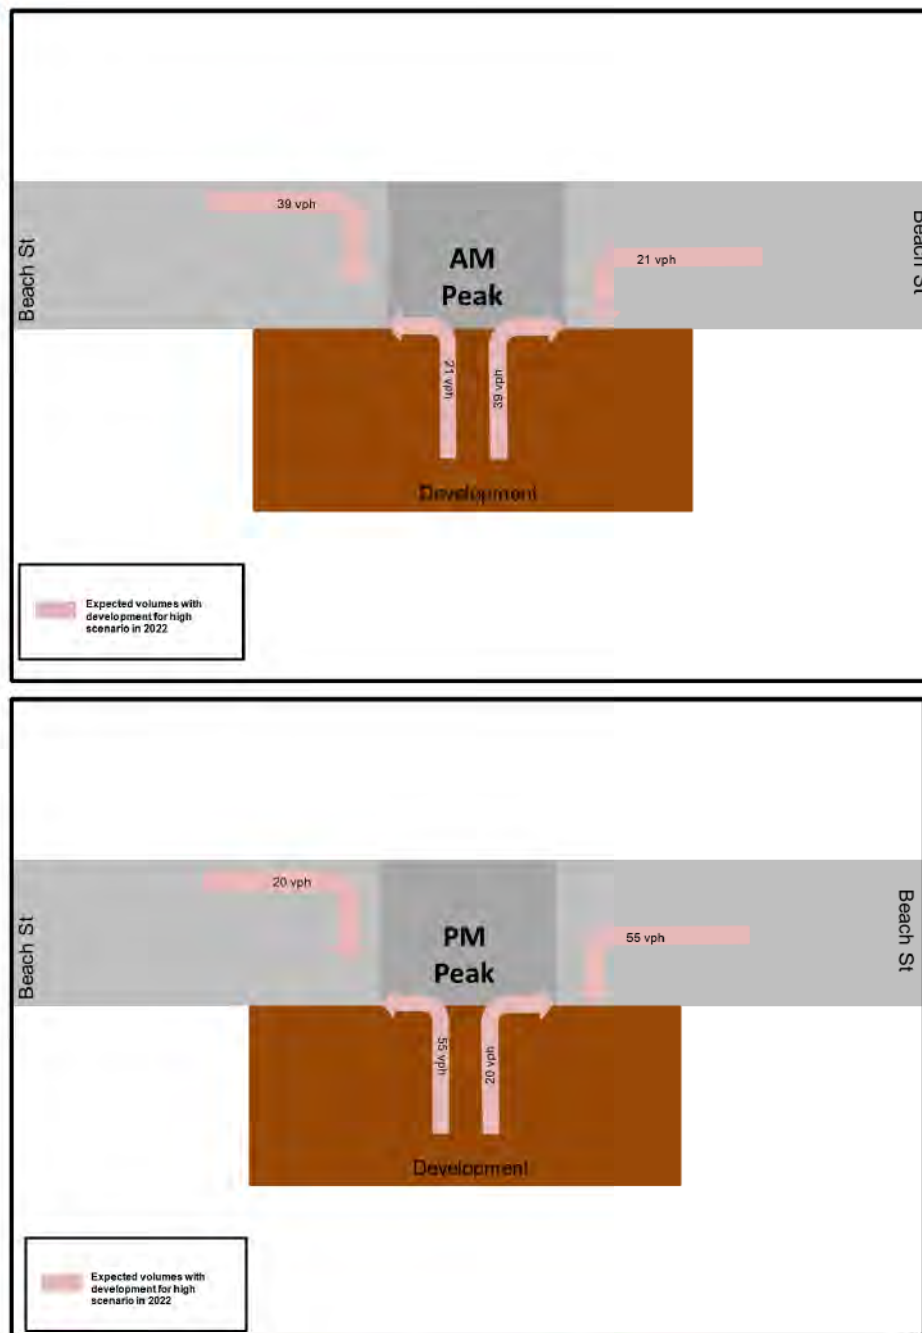 39 vph
Beach St
21 vph
Beach St
AM
Peak
21 vph
39 vph
Development
Expected volumes with
development for high
scenario in 2022
20 vph
Beach St
55 vph
Beach St
PM
Peak
55 vph
20 vph
Development
Expected volumes with
development for high
scenario in 2022